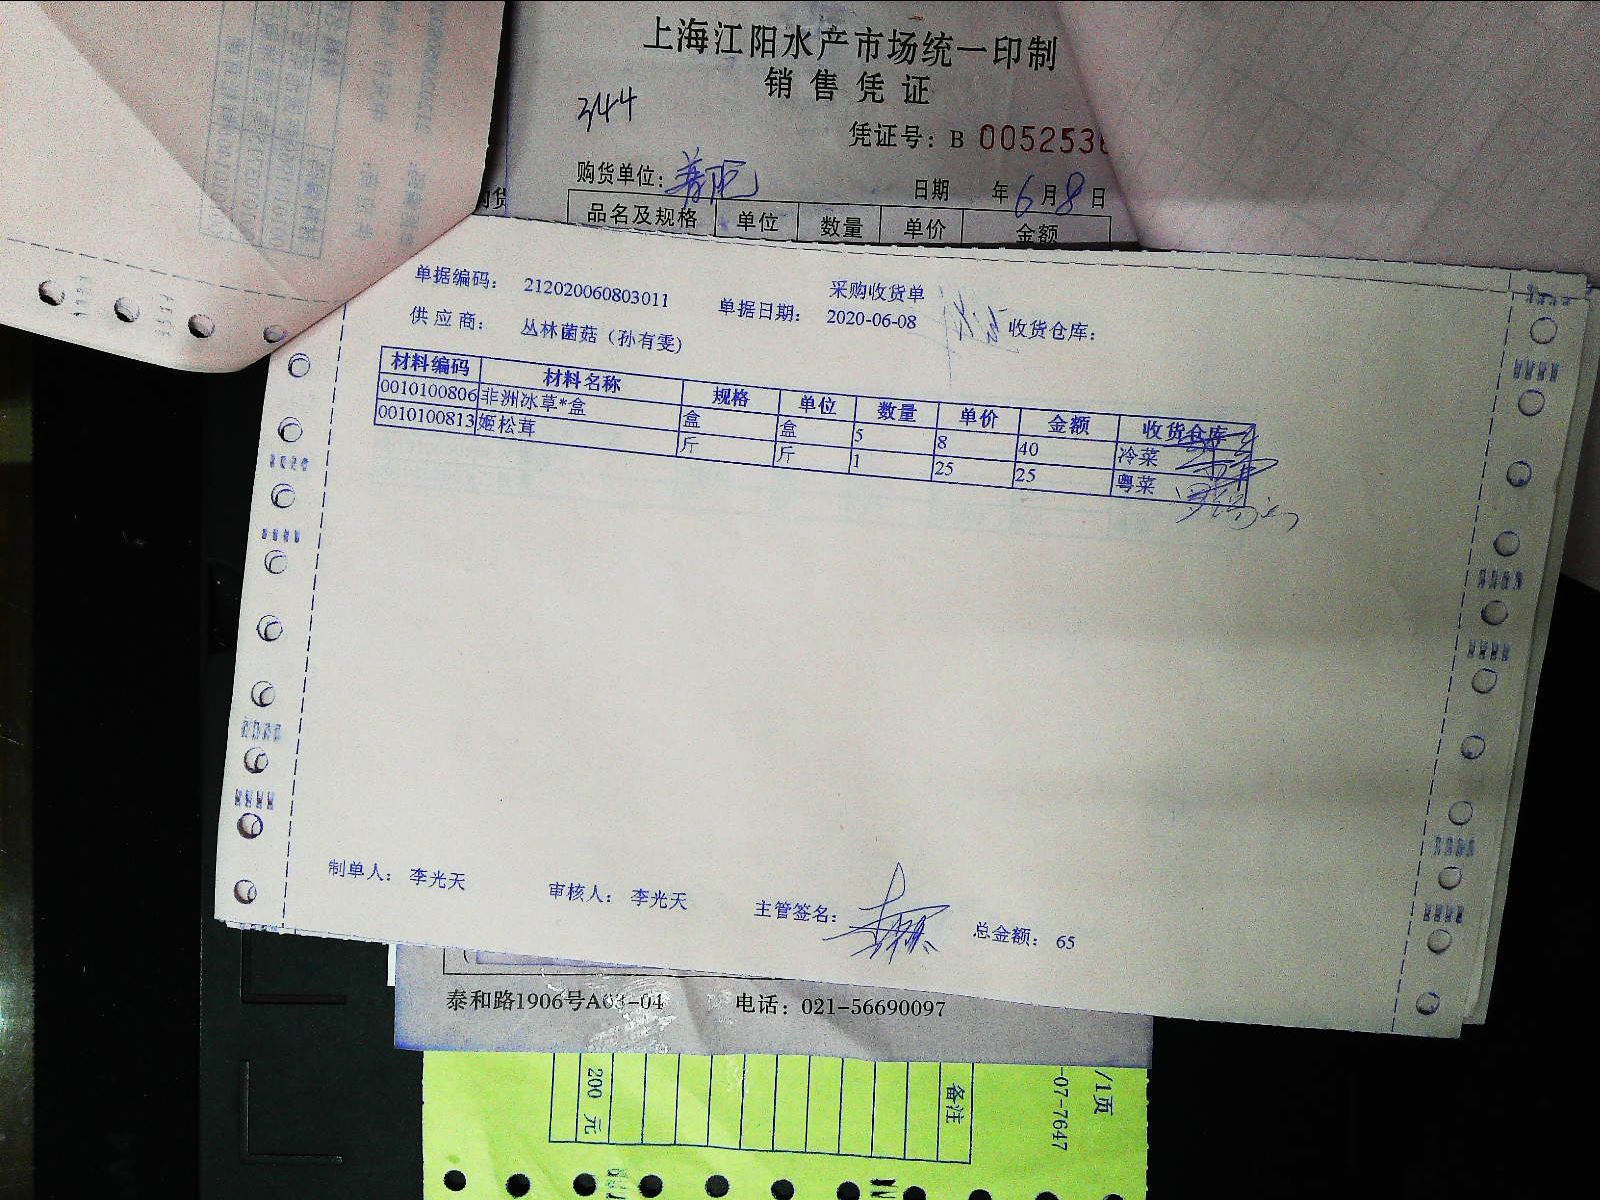 上海江阳水产市场统一印制
销售凭证
344
凭证号：B 0052536
购货单位：
日期 年6月8日
品名及规格 单位 数量 单价 金额
采购收货单
单据编码： 212020060803011 单据日期： 2020-06-08 收货仓库：
供应商： 丛林菌菇（孙有雯）
材料编码 材料名称 规格 单位 数量 单价 金额 收货仓库
0010100806 非洲冰草*盒 盒 盒 5 8 40 冷菜
0010100813 姬松茸 斤 斤 1 25 25 粤菜
制单人： 李光天 审核人： 李光天 主管签名： 总金额： 65
泰和路1906号A03-04 电话：021-56690097
/1页
-07-7647
备注
200 元